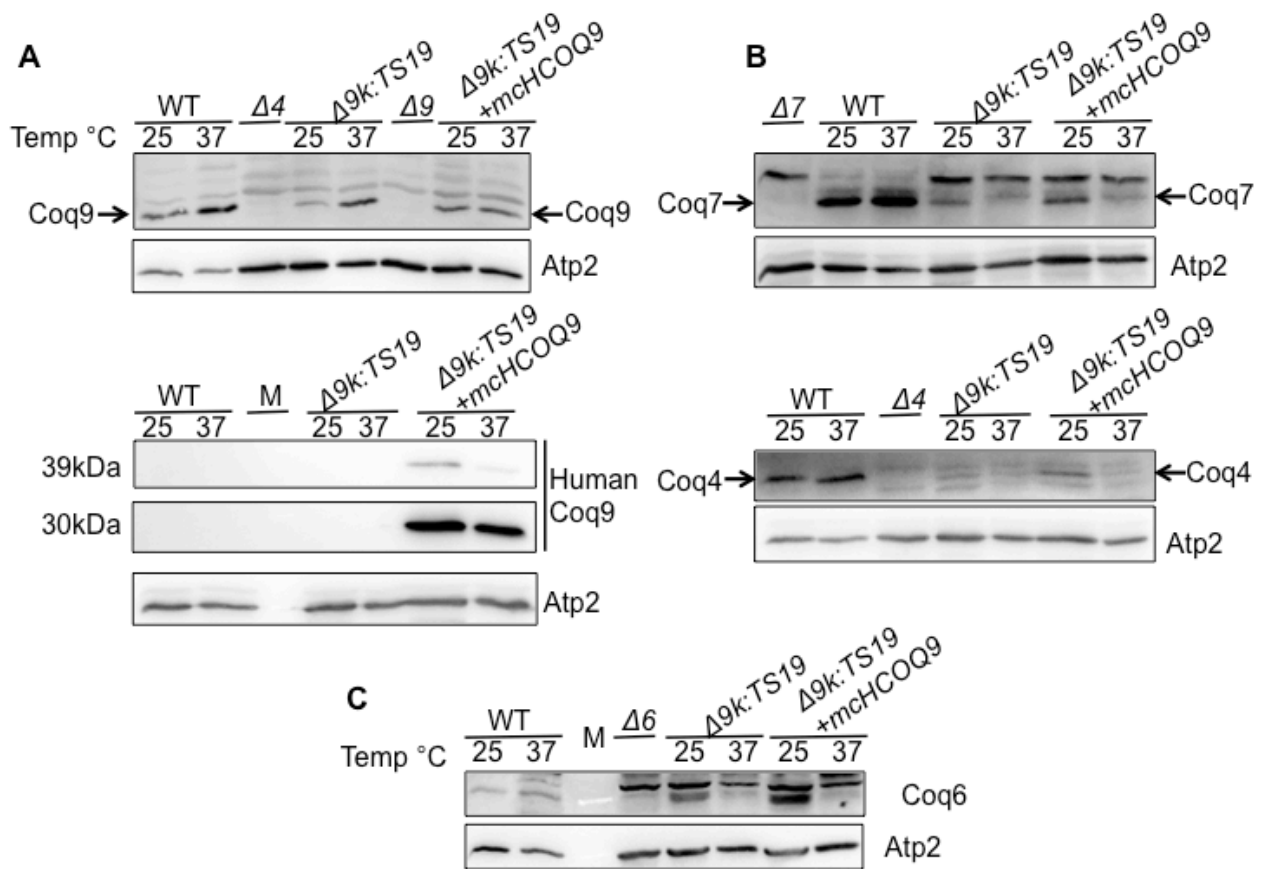 A
WT Δ4 Δ9k:TS19 Δ9 Δ9k:TS19 +mcHCOQ9
Temp °C 25 37 25 37 25 37
Coq9 Coq9
Atp2
WT M Δ9k:TS19 Δ9k:TS19 +mcHCOQ9
25 37 25 37 25 37
39kDa Human
30kDa Coq9
Atp2
B
Δ7 WT Δ9k:TS19 Δ9k:TS19 +mcHCOQ9
25 37 25 37 25 37
Coq7 Coq7
Atp2
WT Δ4 Δ9k:TS19 Δ9k:TS19 +mcHCOQ9
25 37 25 37 25 37
Coq4 Coq4
Atp2
C
WT M Δ6 Δ9k:TS19 Δ9k:TS19 +mcHCOQ9
Temp °C 25 37 25 37 25 37
Coq6
Atp2